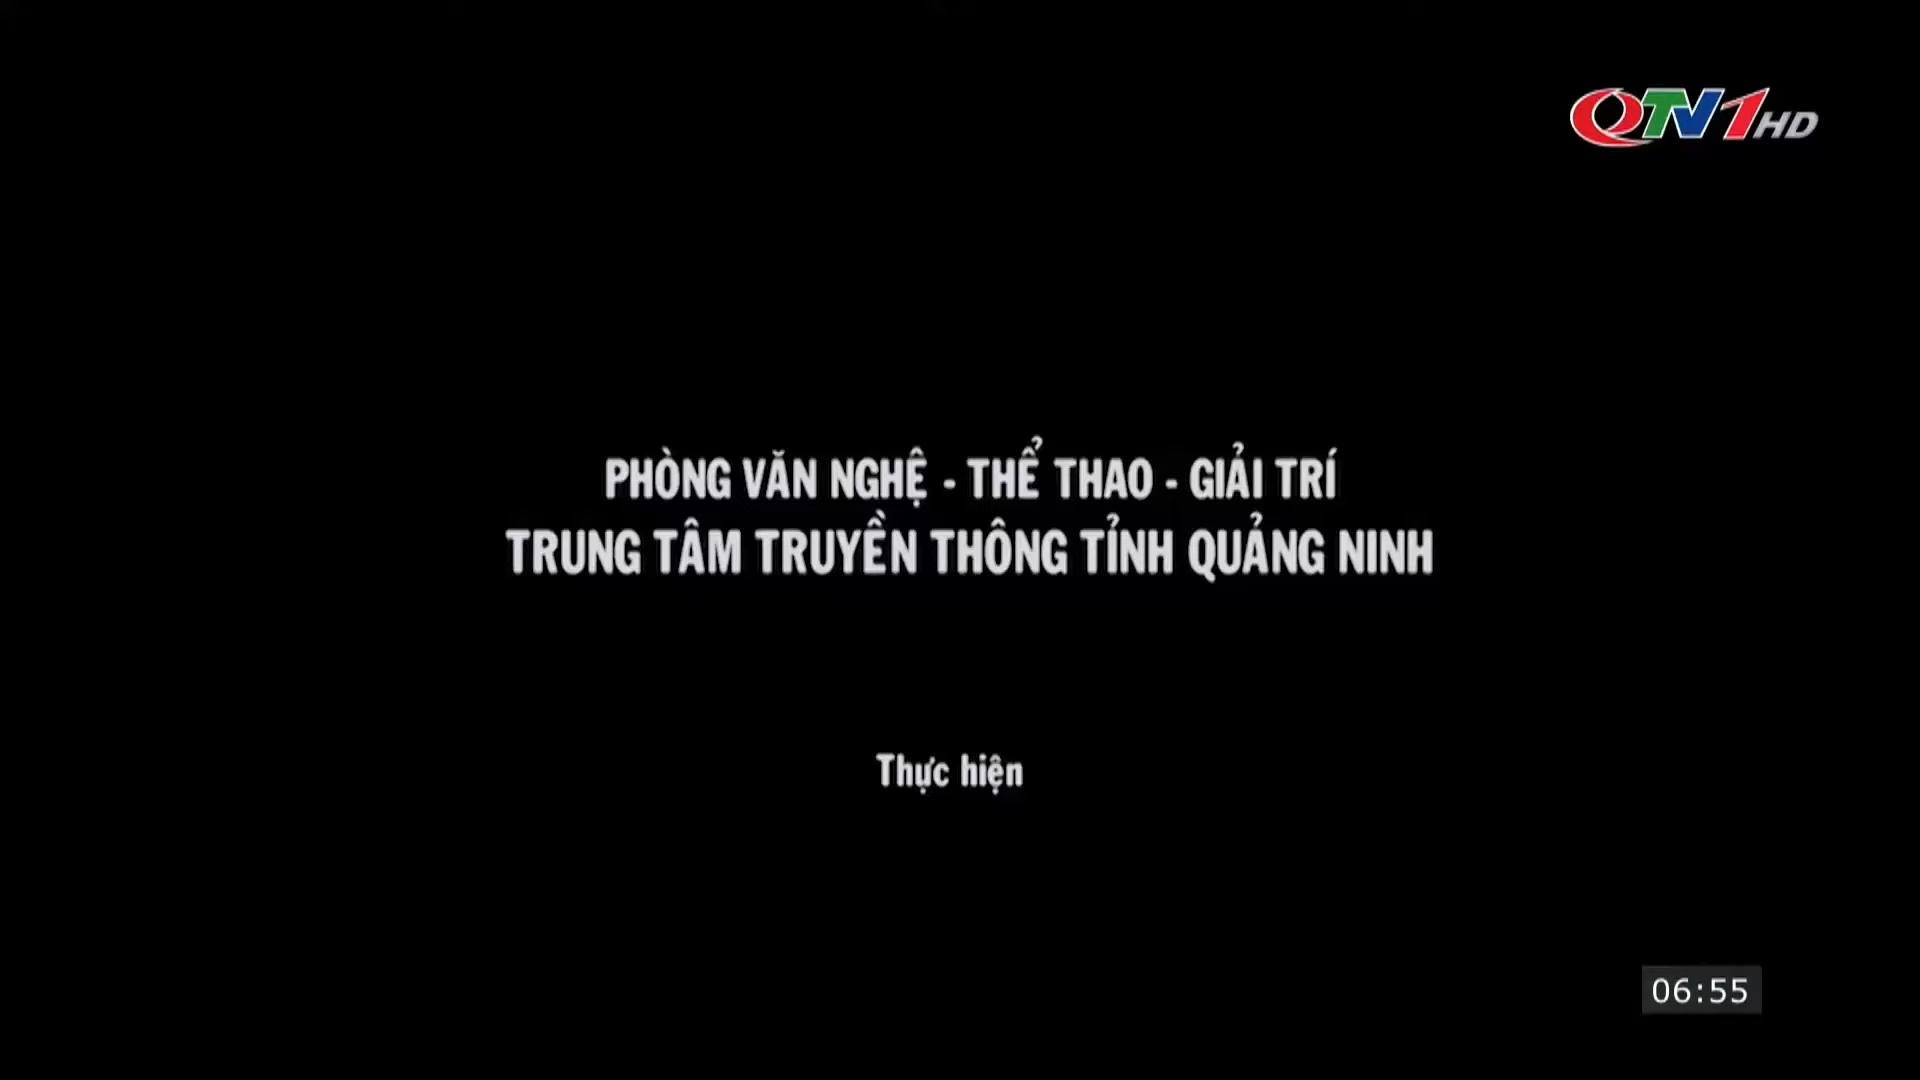 QTV1HD
PHÒNG VĂN NGHỆ - THỂ THAO - GIẢI TRÍ
TRUNG TÂM TRUYỀN THÔNG TỈNH QUẢNG NINH
Thực hiện
06:55